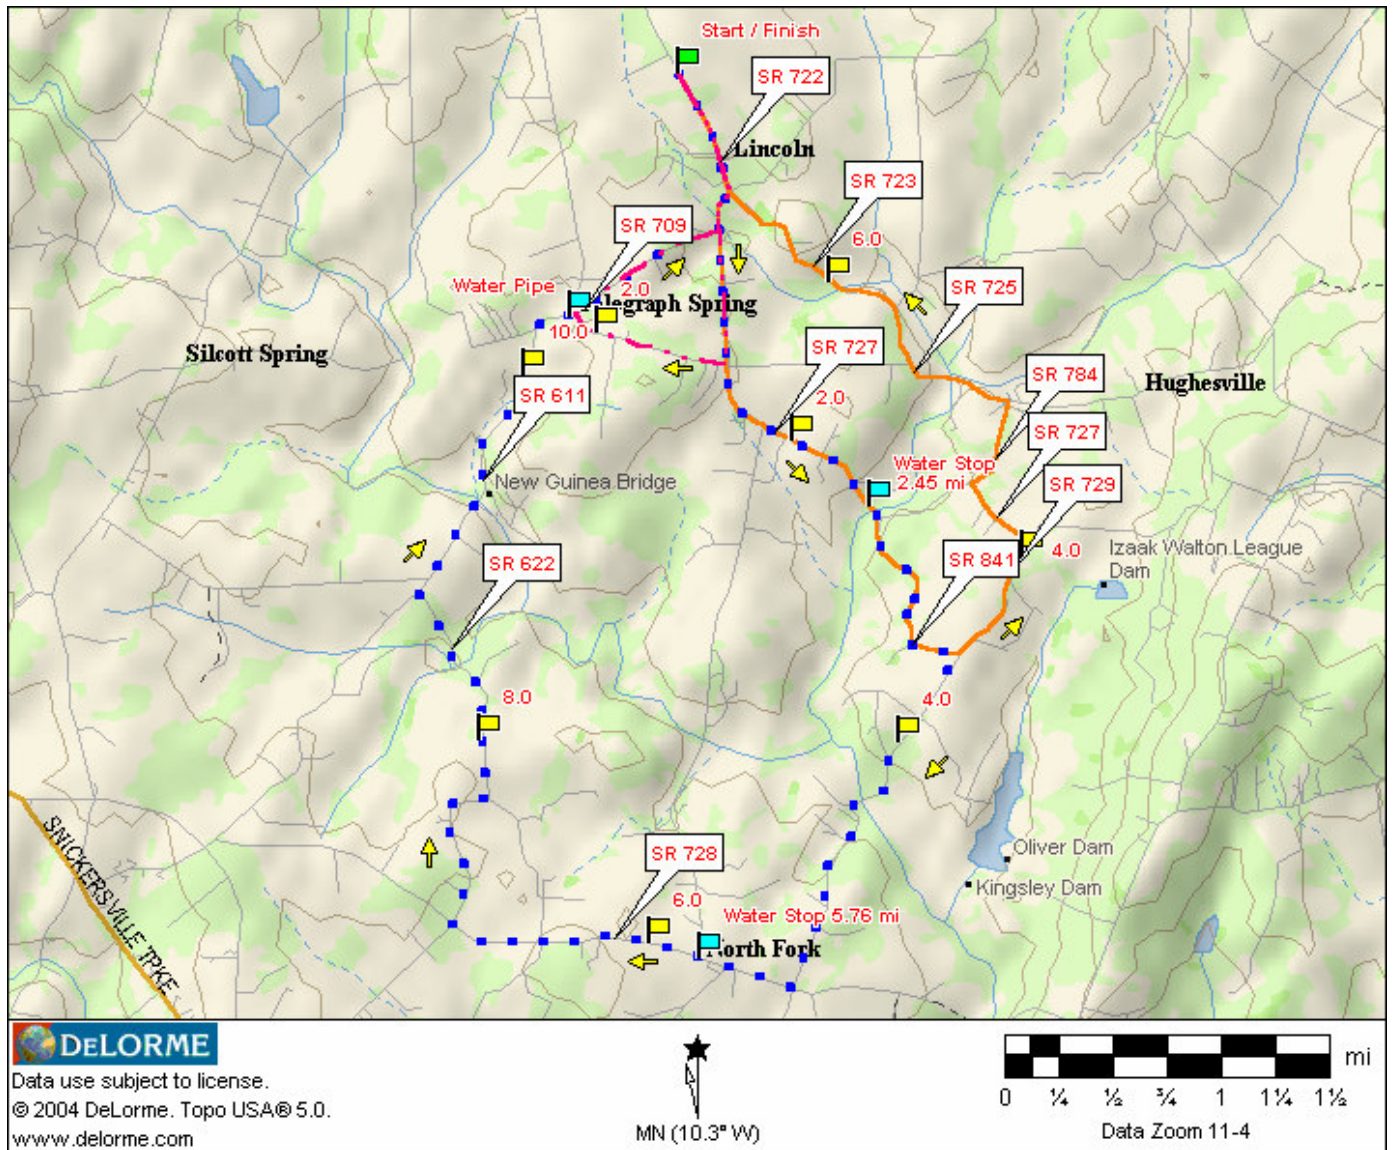 Start / Finish
SR 722
Lincoln
SR 723
SR 709
6.0
Water Pipe
2.0
SR 725
Telegraph Spring
10.0
Silcott Spring
SR 727
SR 784
Hughesville
SR 611
2.0
SR 727
Water Stop
2.45 mi
New Guinea Bridge
SR 729
4.0
Izaak Walton League
Dam
SR 622
SR 841
8.0
4.0
SNICKERSVILLE TPKE
SR 728
Oliver Dam
Kingsley Dam
6.0
Water Stop 5.76 mi
North Fork
DELORME
Data use subject to license.
© 2004 DeLorme. Topo USA® 5.0.
www.delorme.com
MN (10.3° W)
mi
0 ¼ ½ ¾ 1 1¼ 1½
Data Zoom 11-4